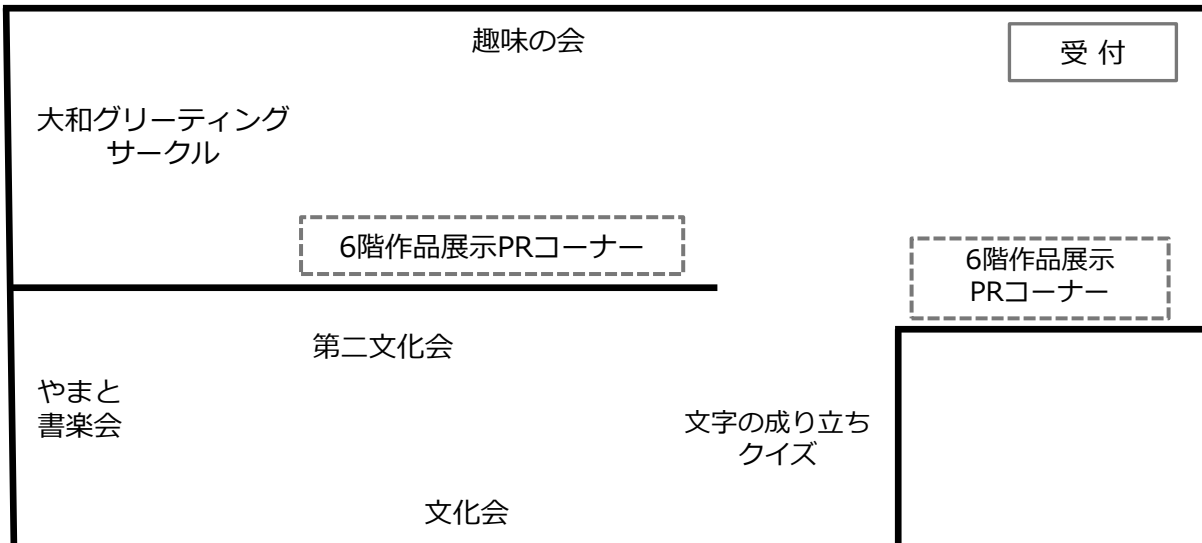 趣味の会
受 付
大和グリーティング
サークル
6階作品展示PRコーナー
6階作品展示
PRコーナー
第二文化会
やまと
書楽会
文字の成り立ち
クイズ
文化会